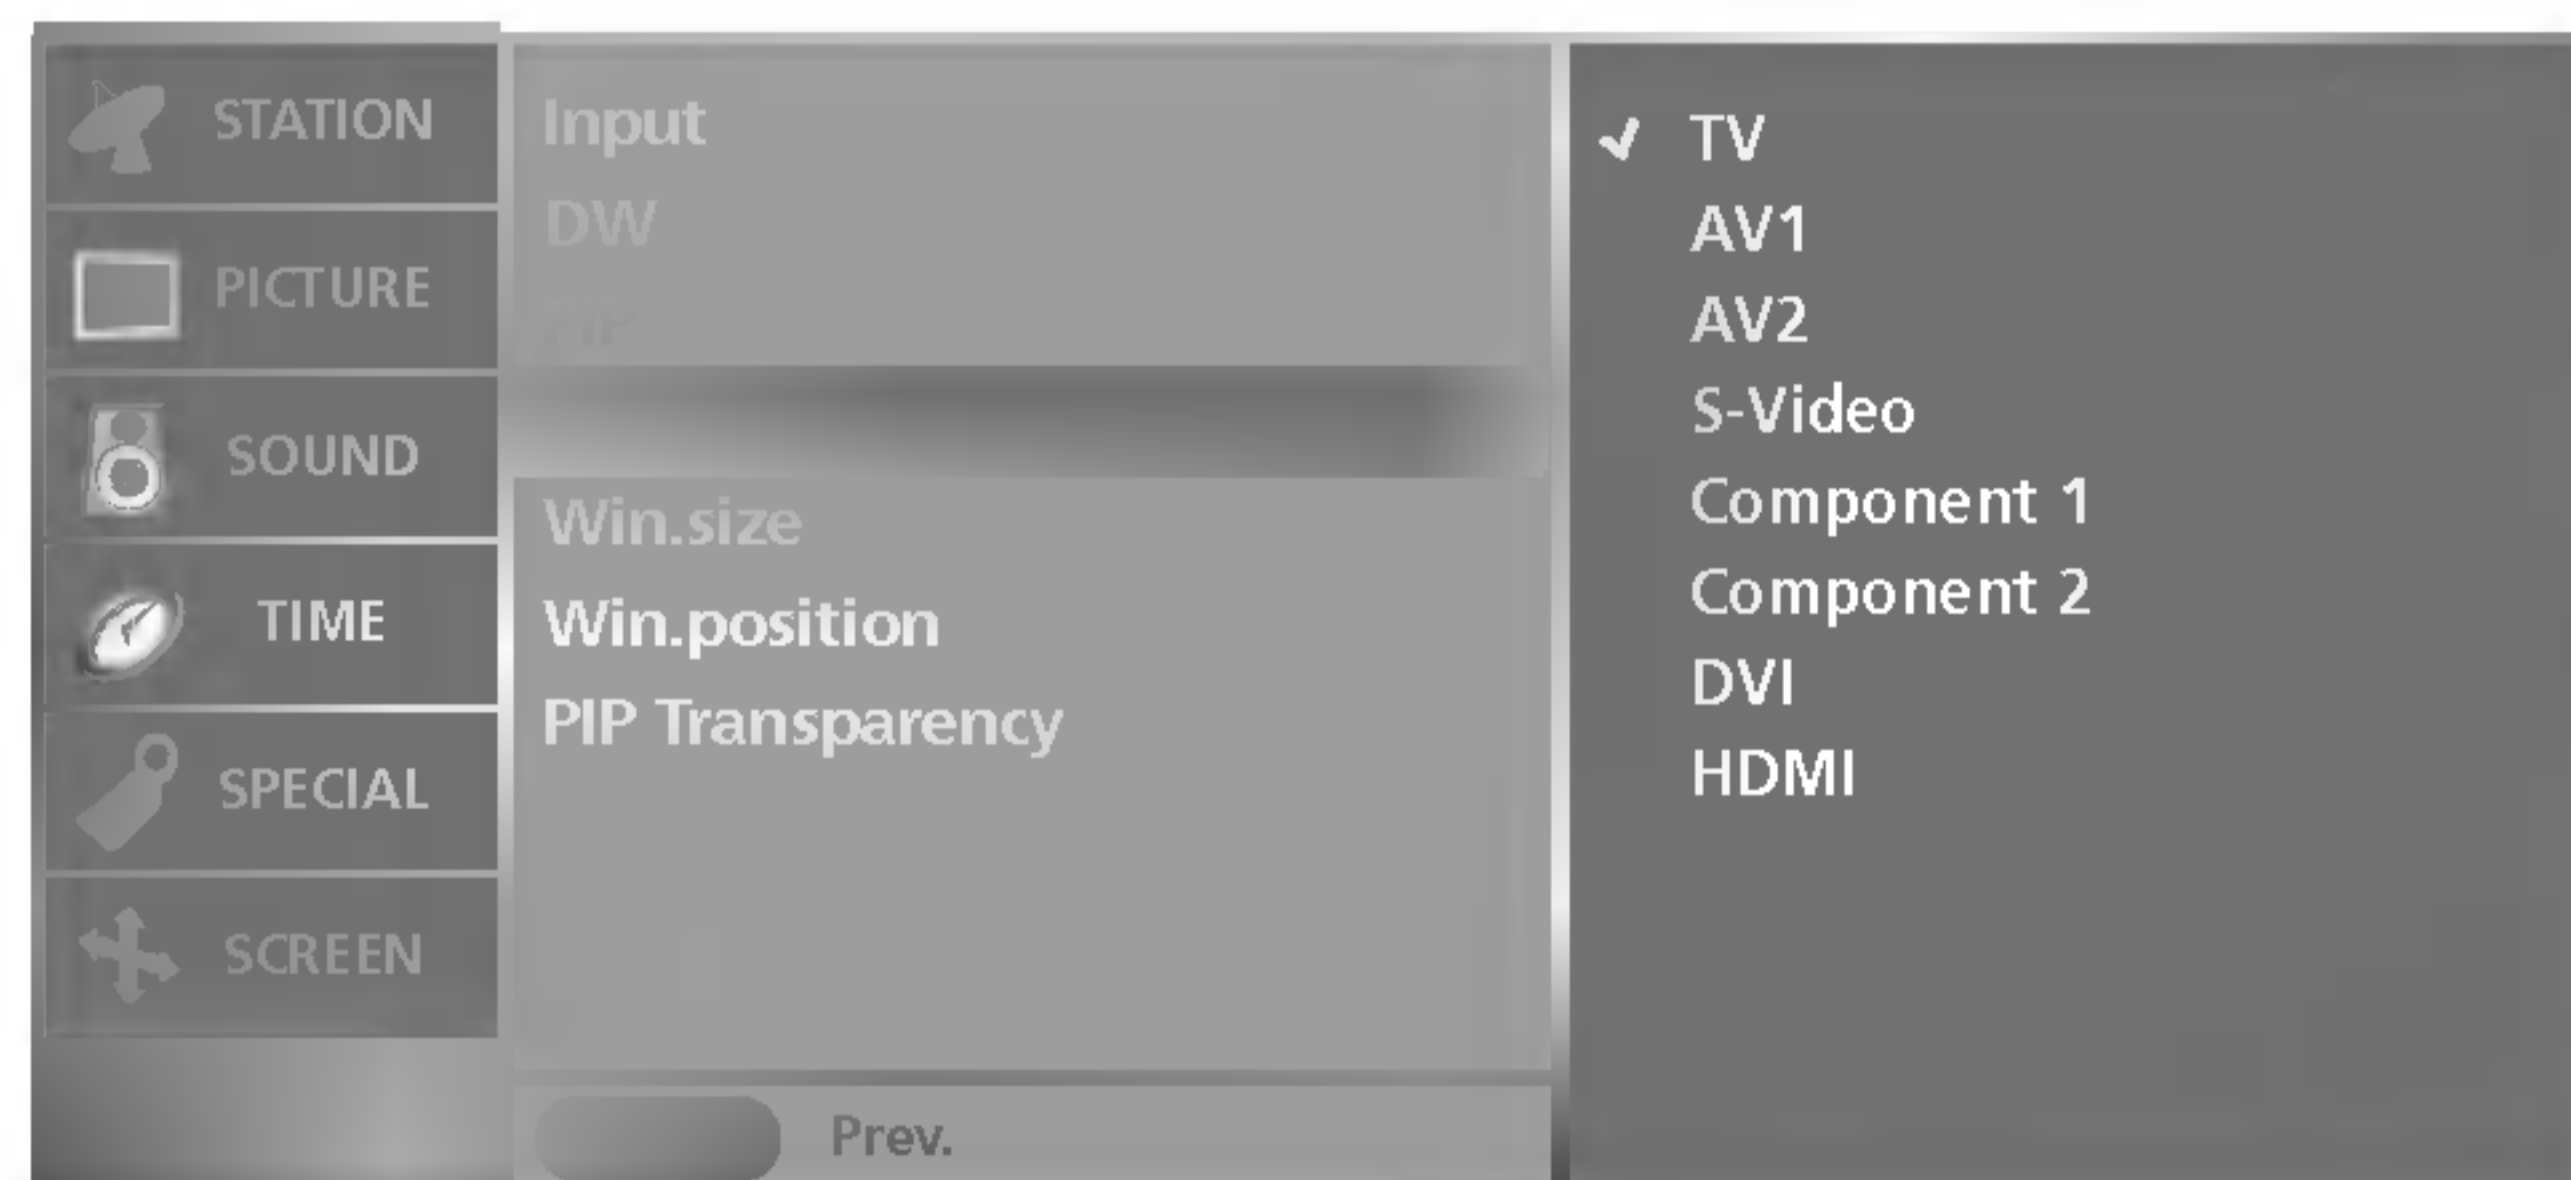 STATION
PICTURE
SOUND
TIME
SPECIAL
SCREEN
Input
DW
PIP
Win.size
Win.position
PIP Transparency
Prev.
✓ TV
AV1
AV2
S-Video
Component 1
Component 2
DVI
HDMI